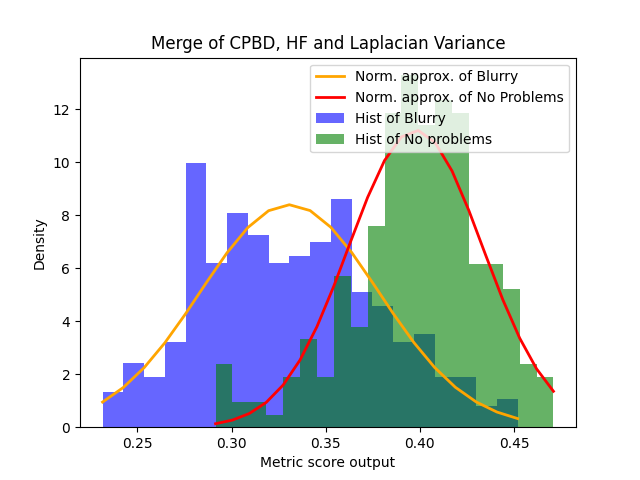 Merge of CPBD, HF and Laplacian Variance
Norm. approx. of Blurry
Norm. approx. of No Problems
Hist of Blurry
Hist of No problems
Density
12
10
8
6
4
2
0
0.25 0.30 0.35 0.40 0.45
Metric score output